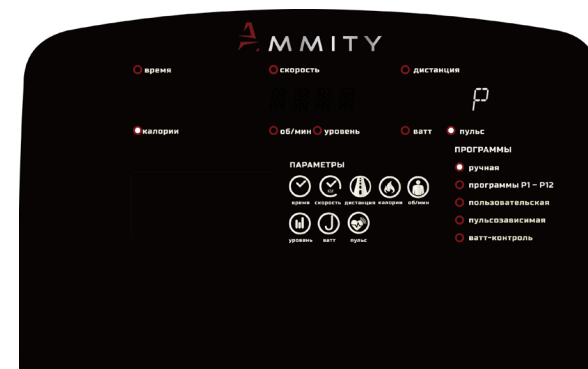 AMMITY
время скорость дистанция
P
калории об/мин уровень ватт пульс
ПРОГРАММЫ
ручная
программы P1 – P12
пользовательская
пульсозависимая
ватт-контроль
ПАРАМЕТРЫ
время скорость дистанция калории об/мин
уровень ватт пульс